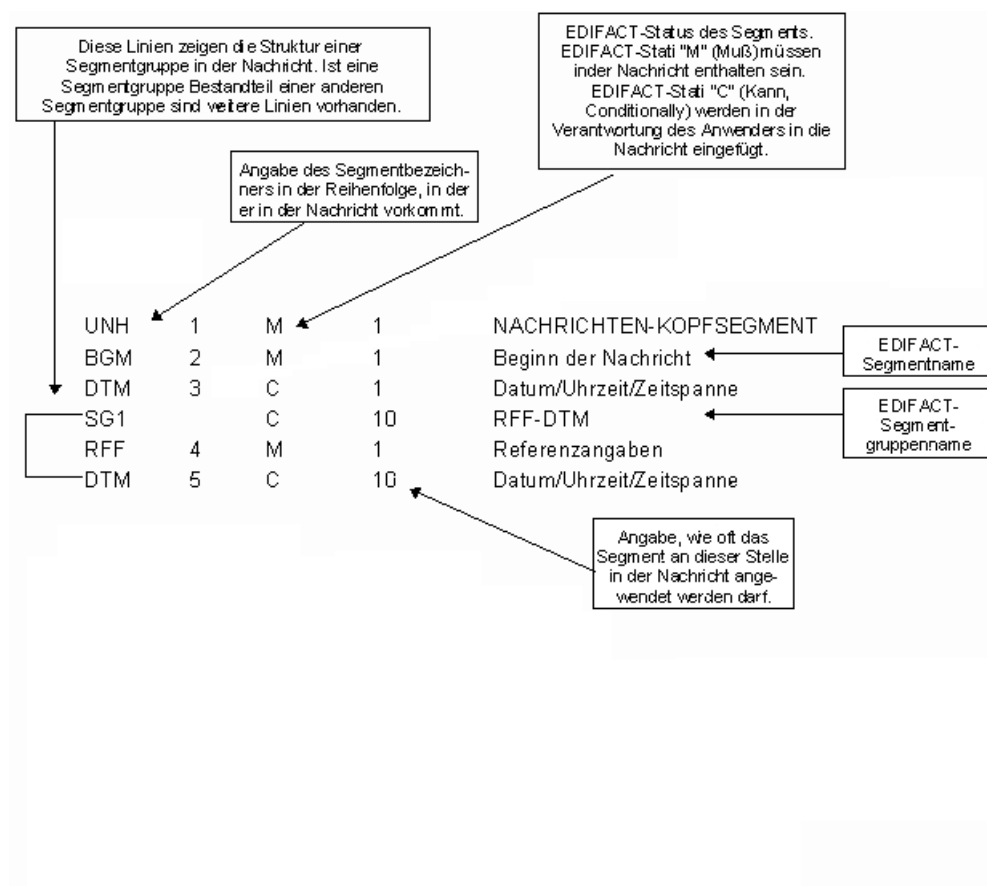 Diese Linien zeigen die Struktur einer
Segmentgruppe in der Nachricht. Ist eine
Segmentgruppe Bestandteil einer anderen
Segmentgruppe sind weitere Linien vorhanden.
EDIFACT-Status des Segments.
EDIFACT-Stati "M" (Muß)müssen
inder Nachricht enthalten sein.
EDIFACT-Stati "C" (Kann,
Conditionally) werden in der
Verantwortung des Anwenders in die
Nachricht eingefügt.
Angabe des Segmentbezeich-
ners in der Reihenfolge, in der
er in der Nachricht vorkommt.
UNH 1 M 1 NACHRICHTEN-KOPFSEGMENT
BGM 2 M 1 Beginn der Nachricht
DTM 3 C 1 Datum/Uhrzeit/Zeitspanne
SG1 C 10 RFF-DTM
RFF 4 M 1 Referenzangaben
DTM 5 C 10 Datum/Uhrzeit/Zeitspanne
EDIFACT-
Segmentname
EDIFACT-
Segment-
gruppenname
Angabe, wie oft das
Segment an dieser Stelle
in der Nachricht ange-
wendet werden darf.